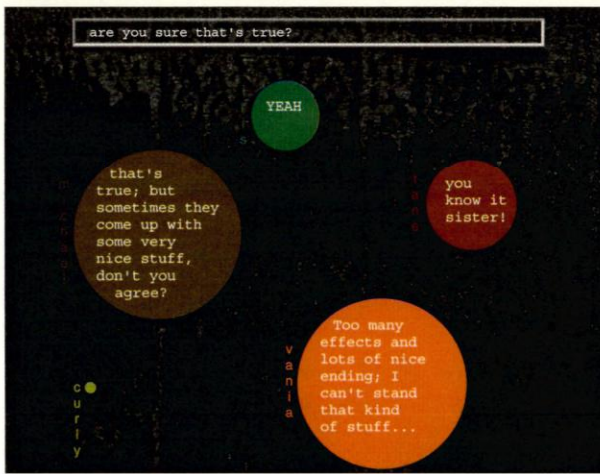 are you sure that's true?
YEAH
s
that's
true; but
sometimes they
come up with
some very
nice stuff,
don't you
agree?
you
know it
sister!
Too many
effects and
lots of nice
ending; I
can't stand
that kind
of stuff...
vania
curly